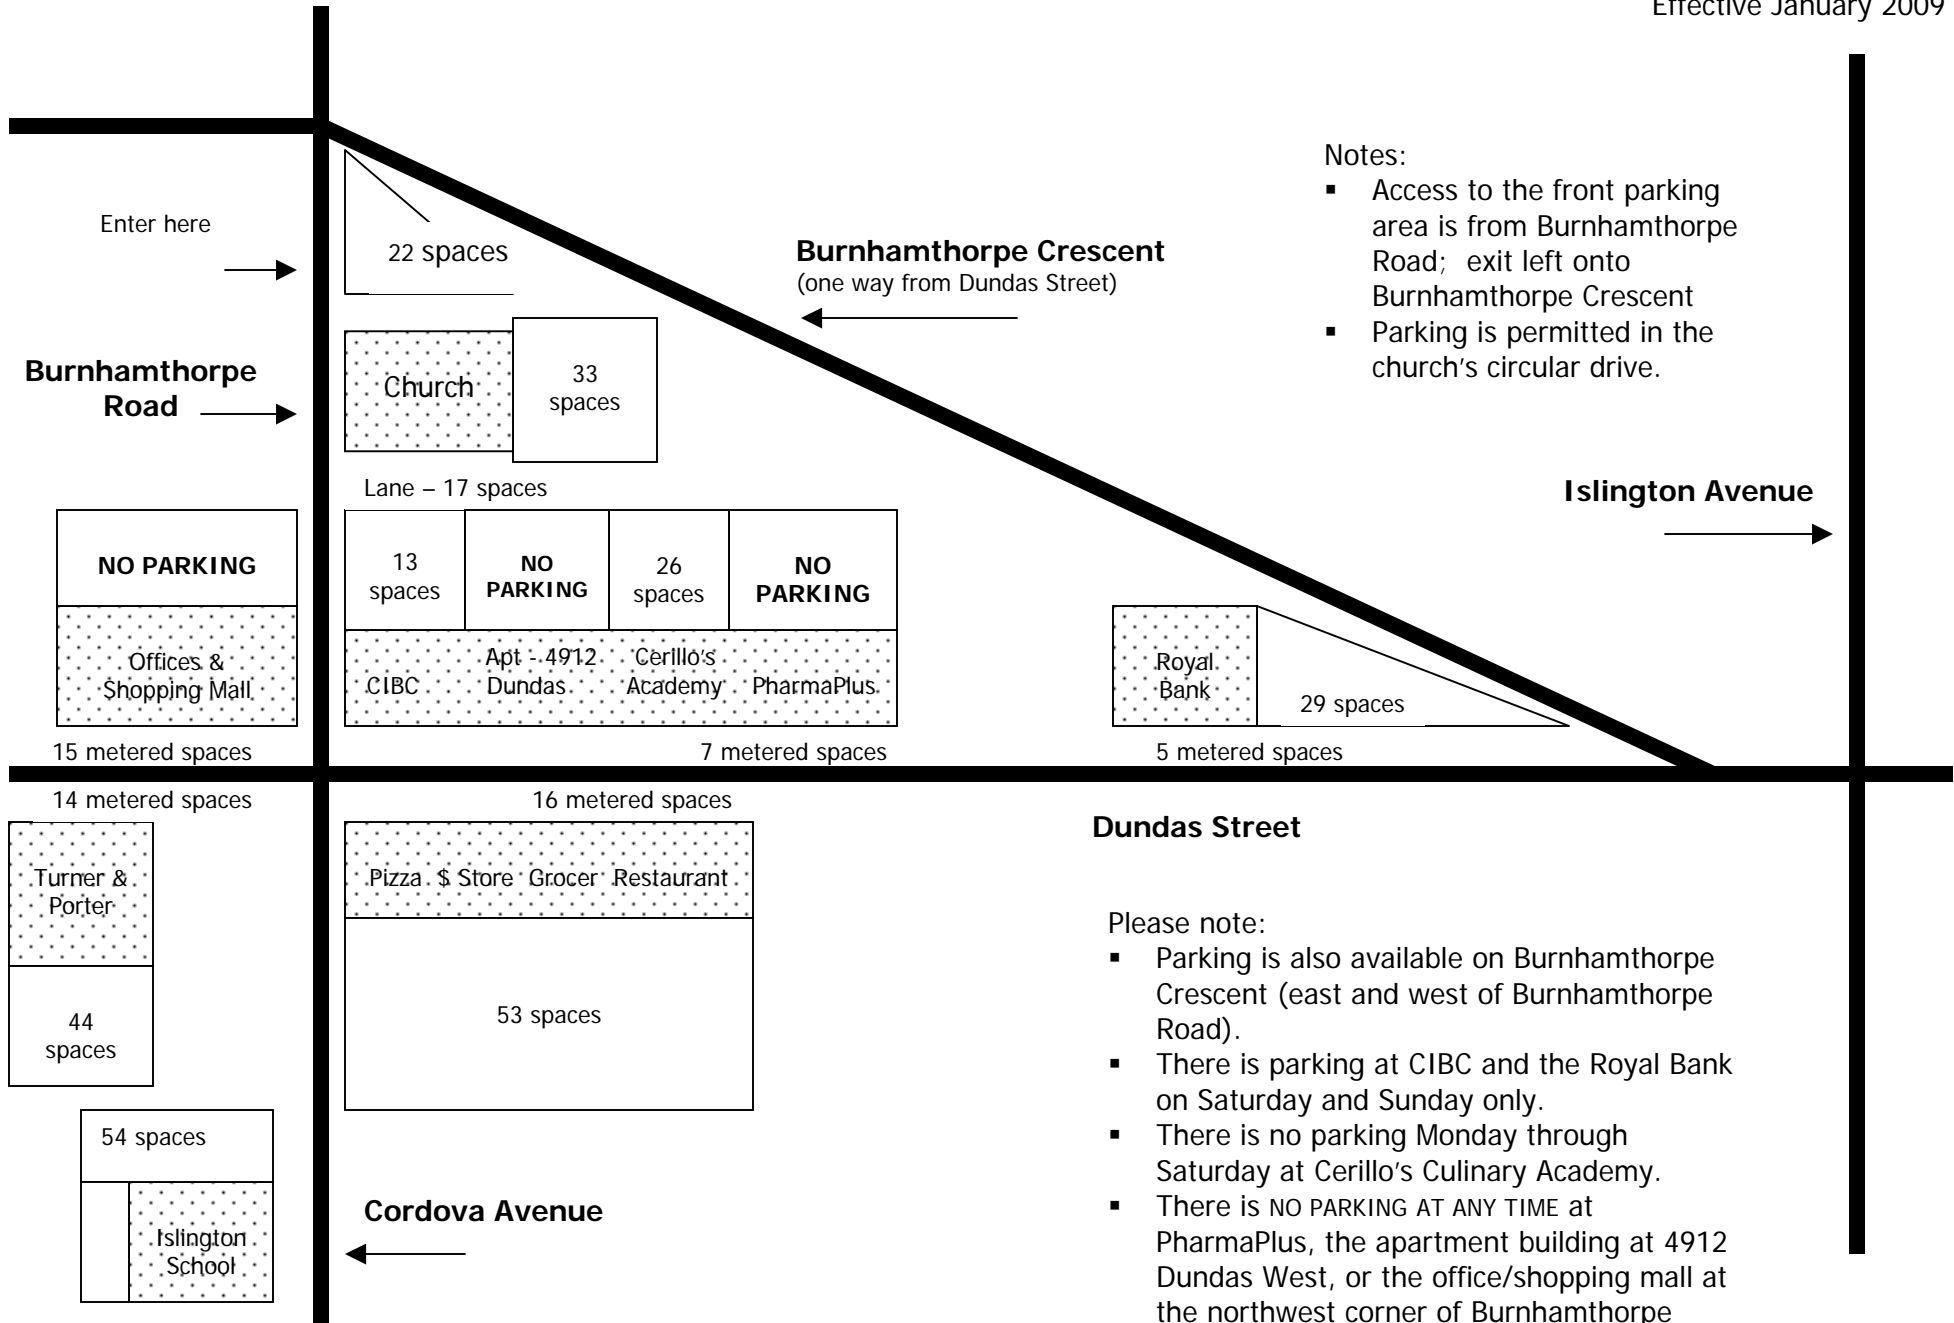 Effective January 2009
Notes:
▪ Access to the front parking
area is from Burnhamthorpe
Road; exit left onto
Burnhamthorpe Crescent
▪ Parking is permitted in the
church's circular drive.
Enter here
22 spaces
Burnhamthorpe Crescent
(one way from Dundas Street)
Burnhamthorpe
Road
Church
33
spaces
Lane – 17 spaces
Islington Avenue
NO PARKING
13
spaces
NO
PARKING
26
spaces
NO
PARKING
Offices &
Shopping Mall
CIBC
Apt - 4912
Dundas
Cerillo's
Academy
PharmaPlus
Royal
Bank
29 spaces
15 metered spaces
7 metered spaces
5 metered spaces
14 metered spaces
16 metered spaces
Dundas Street
Turner &
Porter
Pizza $ Store Grocer Restaurant
44
spaces
53 spaces
54 spaces
Islington
School
Cordova Avenue
Please note:
▪ Parking is also available on Burnhamthorpe
Crescent (east and west of Burnhamthorpe
Road).
▪ There is parking at CIBC and the Royal Bank
on Saturday and Sunday only.
▪ There is no parking Monday through
Saturday at Cerillo's Culinary Academy.
▪ There is NO PARKING AT ANY TIME at
PharmaPlus, the apartment building at 4912
Dundas West, or the office/shopping mall at
the northwest corner of Burnhamthorpe